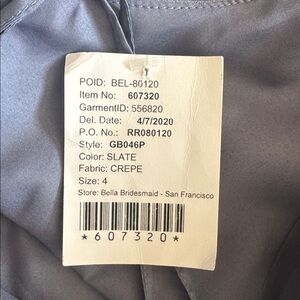 POID: BEL-80120
Item No: 607320
GarmentID: 556820
Del. Date: 4/7/2020
P.O. No.: RR080120
Style: GB046P
Color: SLATE
Fabric: CREPE
Size: 4
Store: Bella Bridesmaid - San Francisco
*607320*